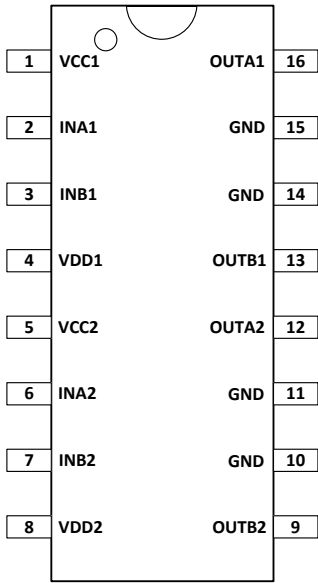 1 VCC1 OUTA1 16
2 INA1 GND 15
3 INB1 GND 14
4 VDD1 OUTB1 13
5 VCC2 OUTA2 12
6 INA2 GND 11
7 INB2 GND 10
8 VDD2 OUTB2 9